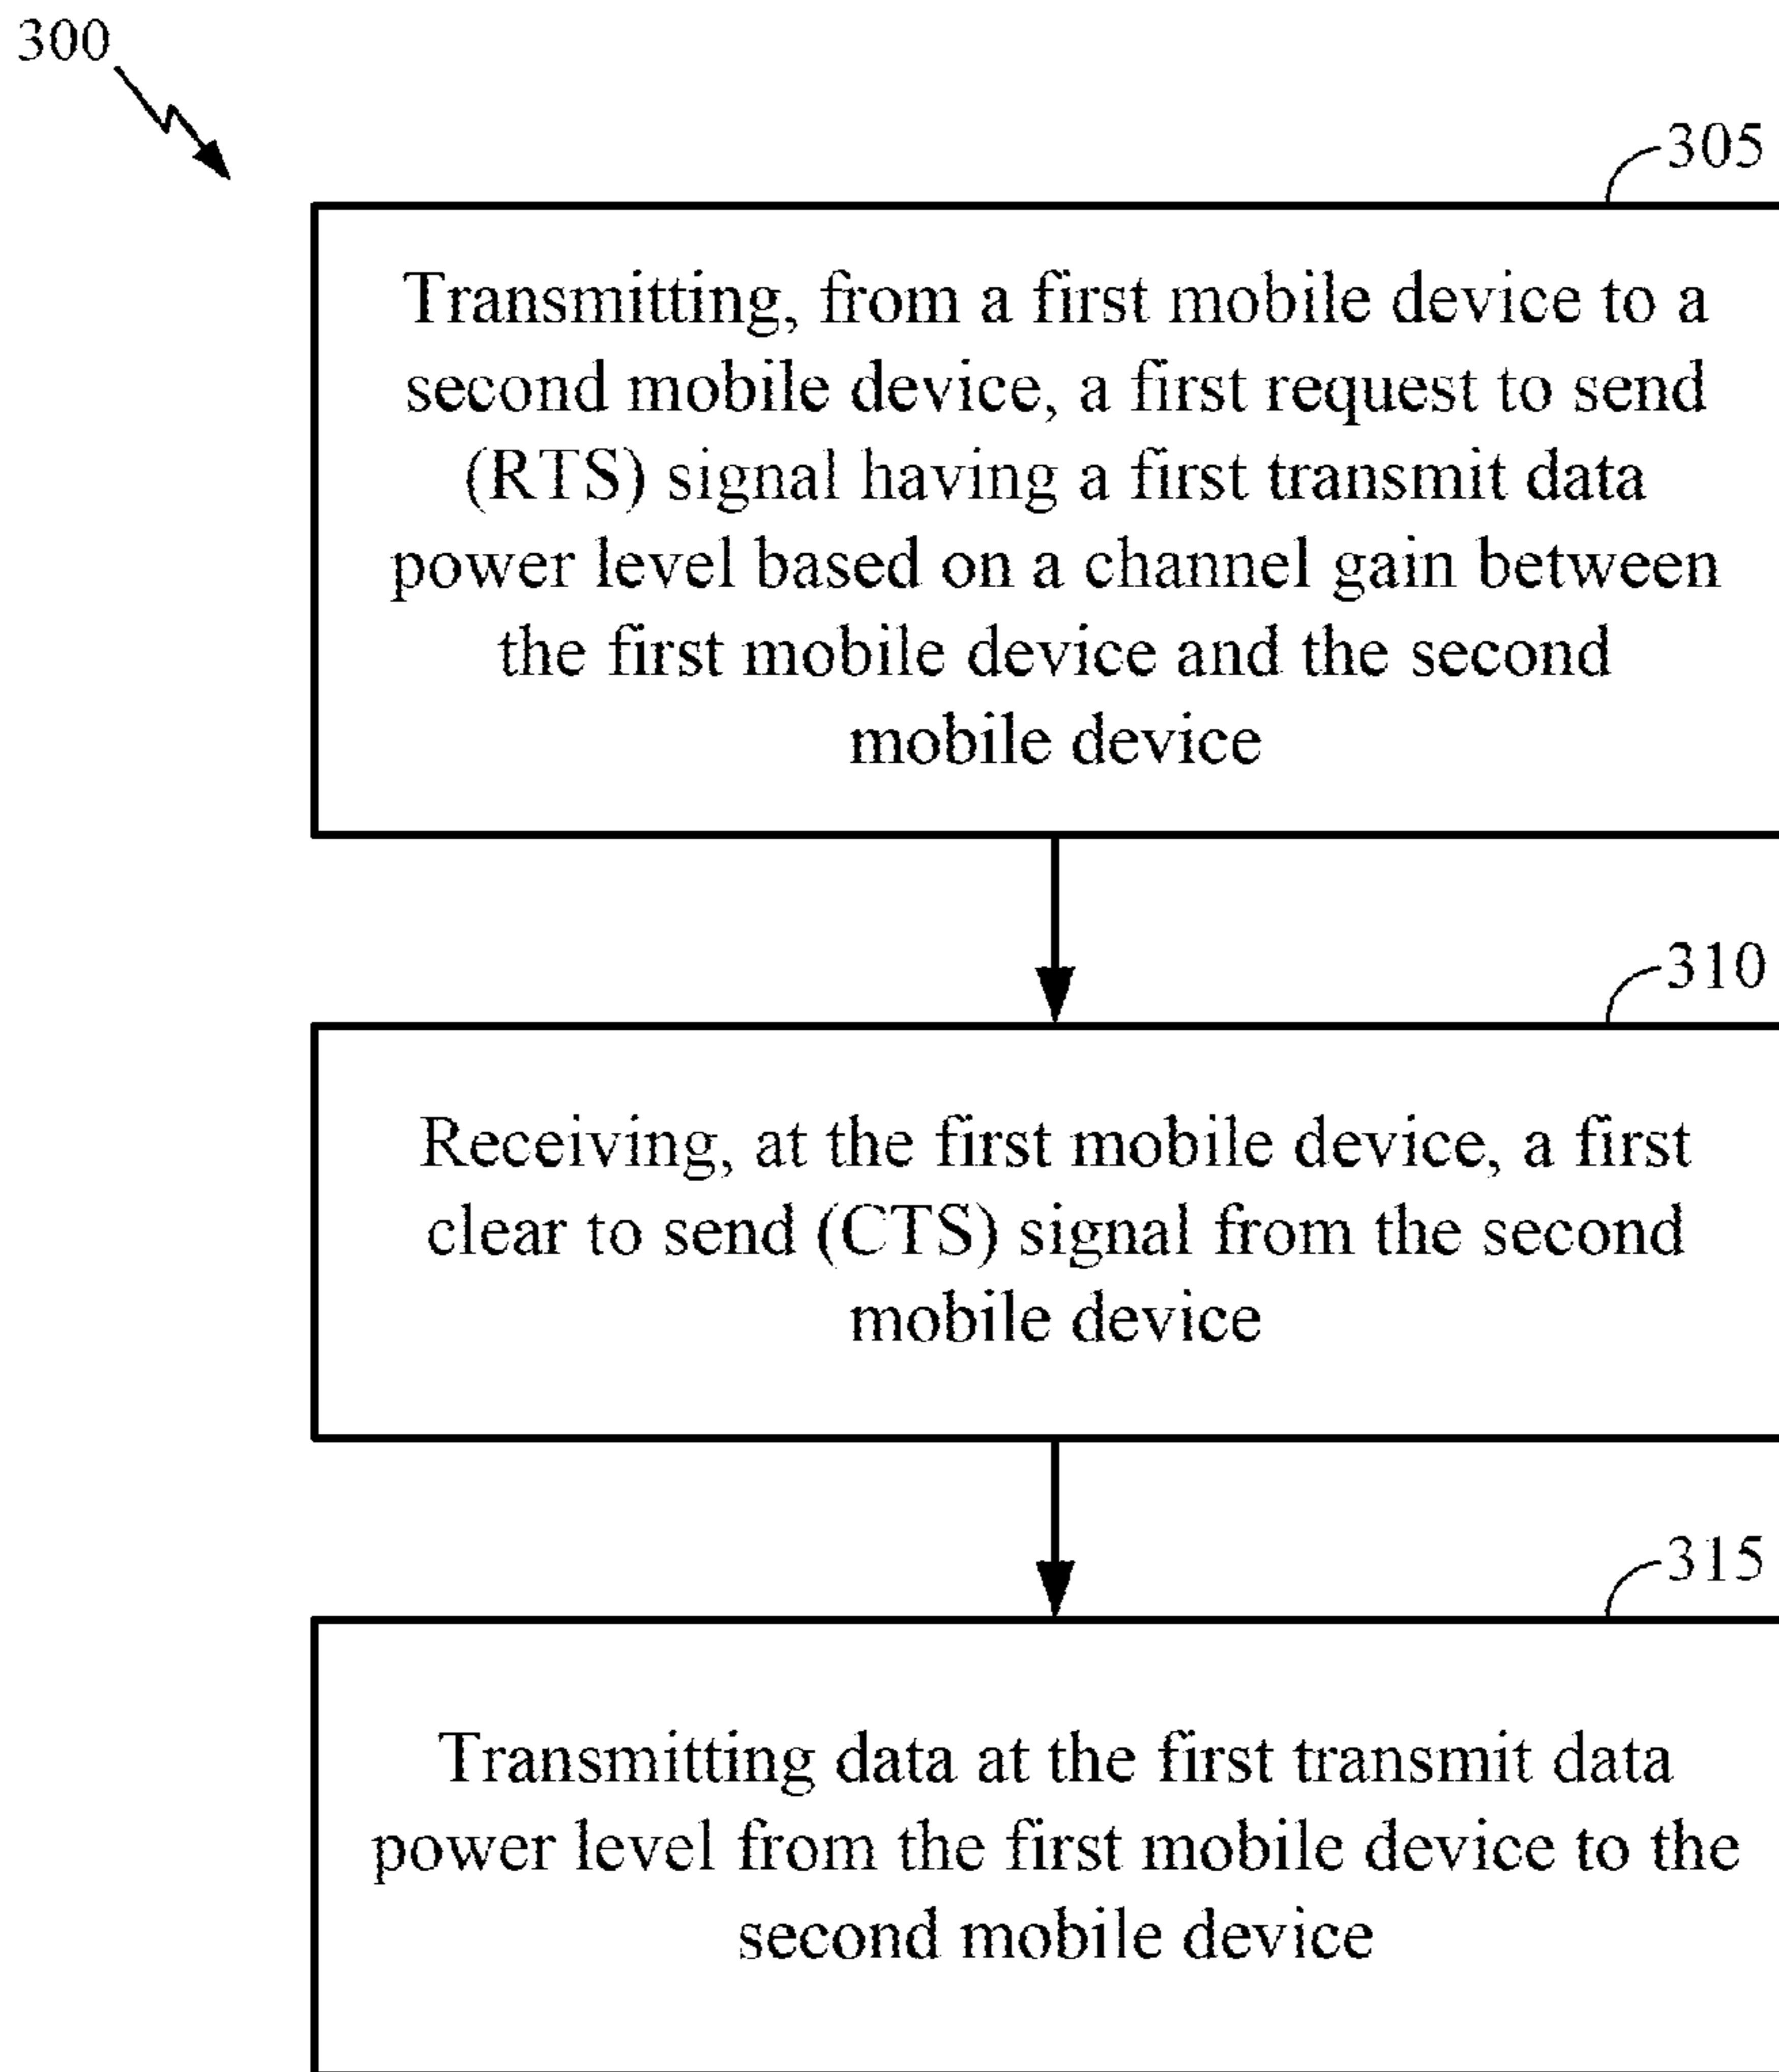 300
305
Transmitting, from a first mobile device to a
second mobile device, a first request to send
(RTS) signal having a first transmit data
power level based on a channel gain between
the first mobile device and the second
mobile device
310
Receiving, at the first mobile device, a first
clear to send (CTS) signal from the second
mobile device
315
Transmitting data at the first transmit data
power level from the first mobile device to the
second mobile device